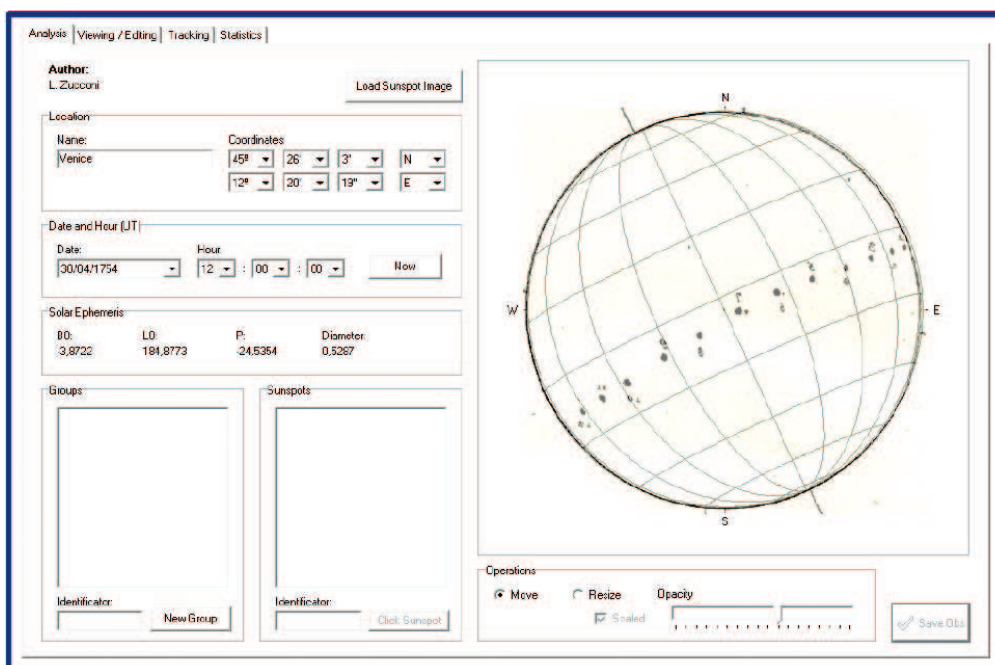 Analysis Viewing / Editing Tracking Statistics
Author:
L. Zucconi
Load Sunspot Image
Location
Name:
Venice
Coordinates
45º 26' 3" N
12º 20' 19" E
Date and Hour (UT)
Date:
30/04/1754
Hour
12 : 00 : 00
Now
Solar Ephemeris
B0: L0: P: Diameter:
-3,8722 184,8773 -24,5354 0,5287
Groups
Identificator:
New Group
Sunspots
Identificator:
Click Sunspot
N
W
E
S
Operations
Move Resize Opacity
Scaled
Save Obs